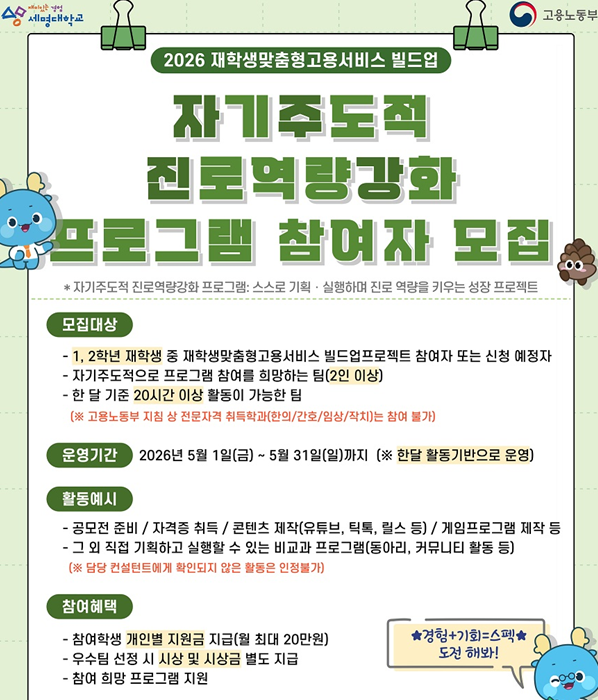 재미있는 경험
세명대학교
고용노동부
2026 재학생맞춤형고용서비스 빌드업
자기주도적
진로역량강화
프로그램 참여자 모집
* 자기주도적 진로역량강화 프로그램: 스스로 기획 · 실행하며 진로 역량을 키우는 성장 프로젝트
모집대상
- 1, 2학년 재학생 중 재학생맞춤형고용서비스 빌드업프로젝트 참여자 또는 신청 예정자
- 자기주도적으로 프로그램 참여를 희망하는 팀(2인 이상)
- 한 달 기준 20시간 이상 활동이 가능한 팀
(※ 고용노동부 지침 상 전문자격 취득학과(한의/간호/임상/작치)는 참여 불가)
운영기간 2026년 5월 1일(금) ~ 5월 31일(일)까지 (※ 한달 활동기반으로 운영)
활동예시
- 공모전 준비 / 자격증 취득 / 콘텐츠 제작(유튜브, 틱톡, 릴스 등) / 게임프로그램 제작 등
- 그 외 직접 기획하고 실행할 수 있는 비교과 프로그램(동아리, 커뮤니티 활동 등)
(※ 담당 컨설턴트에게 확인되지 않은 활동은 인정불가)
참여혜택
- 참여학생 개인별 지원금 지급(월 최대 20만원)
- 우수팀 선정 시 시상 및 시상금 별도 지급
- 참여 희망 프로그램 지원
★경험+기회=스펙★
도전 해봐!